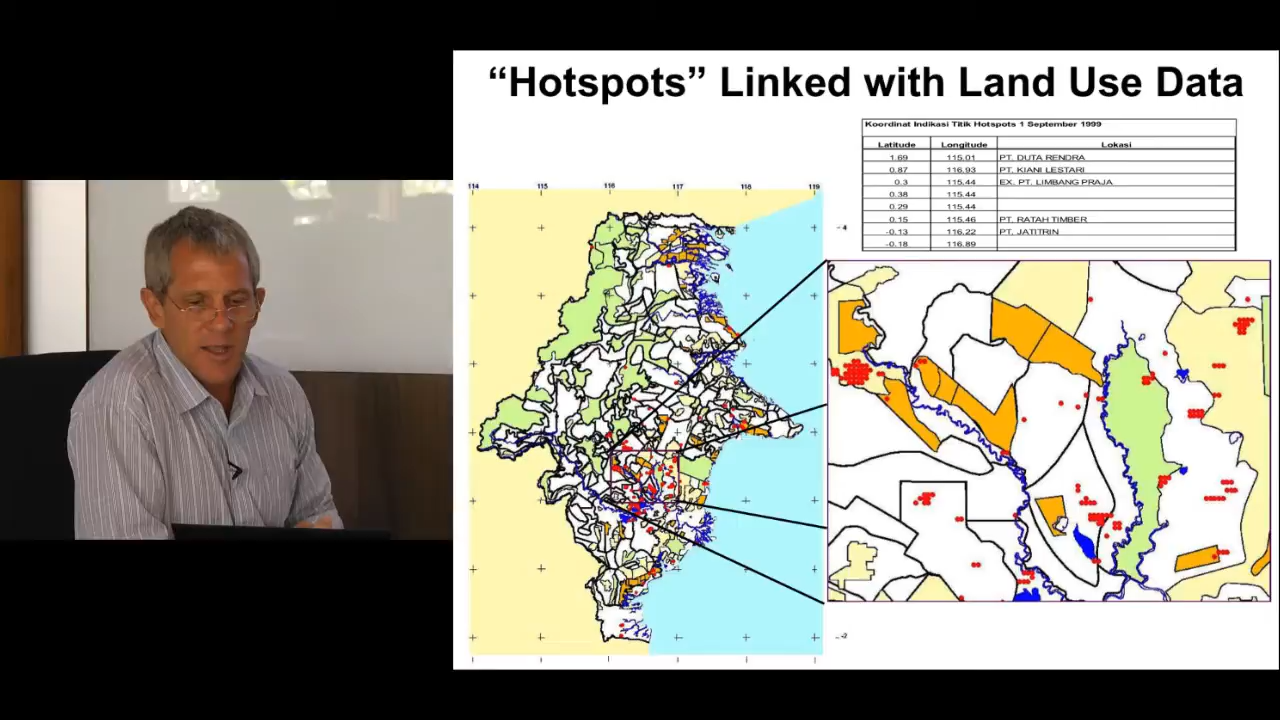 “Hotspots” Linked with Land Use Data
Koordinat Indikasi Titik Hotspots 1 September 1999
Latitude Longitude Lokasi
1.69 115.01 PT. DUTA RENDRA
0.87 116.93 PT. KIANI LESTARI
0.3 115.44 EX. PT. LIMBANG PRAJA
0.38 115.44
0.29 115.44
0.15 115.46 PT. RATAH TIMBER
-0.13 116.22 PT. JATITRIN
-0.18 116.89
114 115 116 117 118 119
4
-2